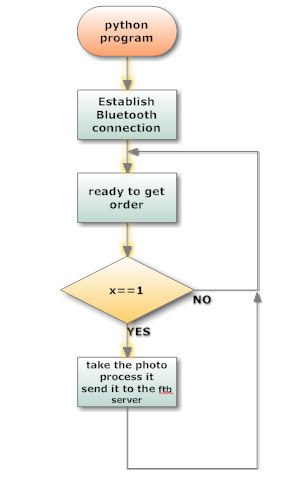 python
program
Establish
Bluetooth
connection
ready to get
order
x==1
NO
YES
take the photo
process it
send it to the ftb
server